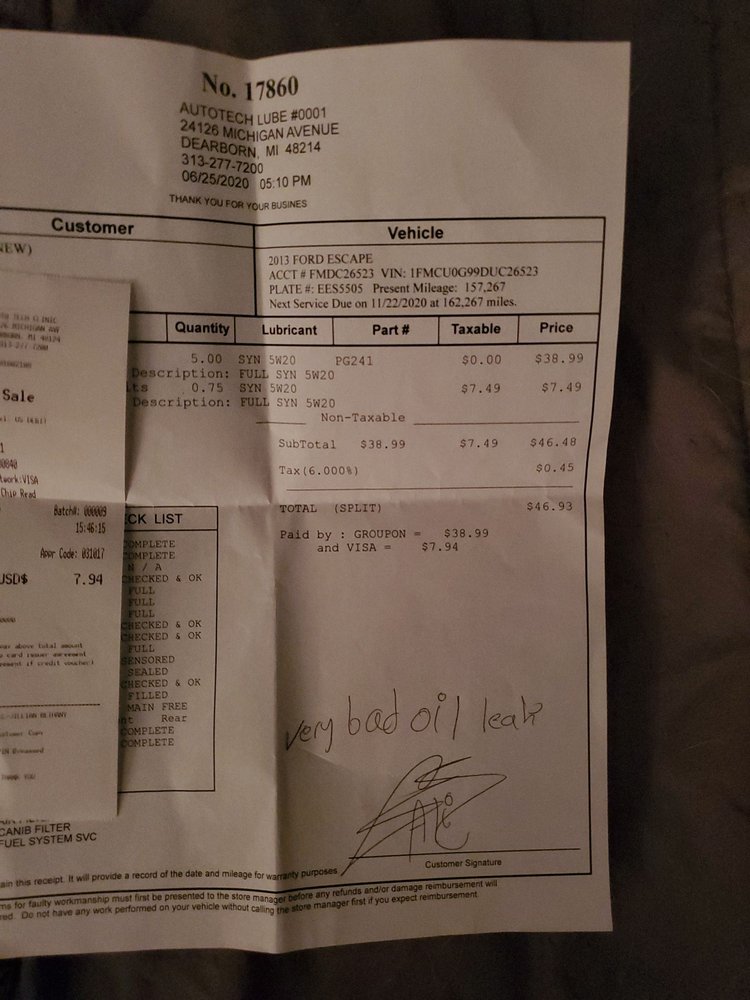 No. 17860
AUTOTECH LUBE #0001
24126 MICHIGAN AVENUE
DEARBORN, MI 48214
313-277-7200
06/25/2020 05:10 PM
THANK YOU FOR YOUR BUSINES
Customer
Vehicle
2013 FORD ESCAPE
ACCT # FMDC26523 VIN: 1FMCU0G99DUC26523
PLATE #: EES5505 Present Mileage: 157,267
Next Service Due on 11/22/2020 at 162,267 miles.
Quantity Lubricant Part # Taxable Price
5.00 SYN 5W20 PG241 $0.00 $38.99
Description: FULL SYN 5W20
0.75 SYN 5W20 $7.49 $7.49
Description: FULL SYN 5W20
Non-Taxable
SubTotal $38.99 $7.49 $46.48
Tax(6.000%) $0.45
TOTAL (SPLIT) $46.93
Paid by : GROUPON = $38.99
and VISA = $7.94
Sale
VISA
Chip Read
Batch#: 000009
15:46:15
Appr Code: 031017
USD$ 7.94
CK LIST
COMPLETE
COMPLETE
N / A
CHECKED & OK
FULL
FULL
FULL
CHECKED & OK
CHECKED & OK
FULL
SENSORED
SEALED
CHECKED & OK
FILLED
MAIN FREE
Rear
COMPLETE
COMPLETE
very bad oil leak
Customer Signature
CANIB FILTER
FUEL SYSTEM SVC
this receipt. It will provide a record of the date and mileage for warranty purposes
for faulty workmanship must first be presented to the store manager before any refunds and/or damage reimbursement will
Do not have any work performed on your vehicle without calling the store manager first if you expect reimbursement